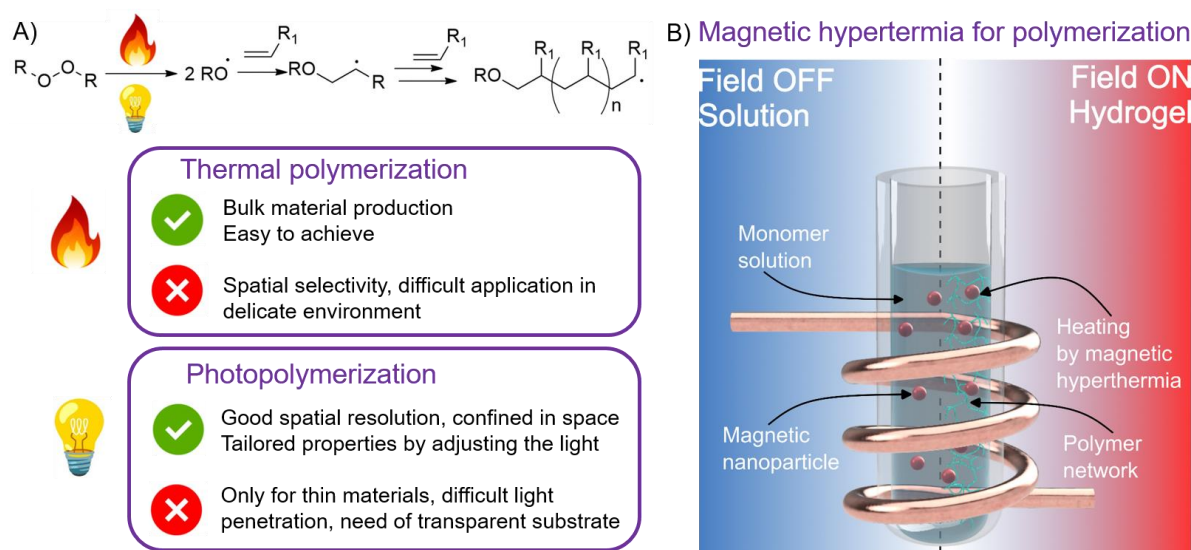 A)
R
O
O
R
2 RO·
R1
RO
·
R
R1
RO
R1
R1
R1
·
n
Thermal polymerization
Bulk material production
Easy to achieve
Spatial selectivity, difficult application in
delicate environment
Photopolymerization
Good spatial resolution, confined in space
Tailored properties by adjusting the light
Only for thin materials, difficult light
penetration, need of transparent substrate
B) Magnetic hypertermia for polymerization
Field OFF
Solution
Field ON
Hydrogel
Monomer
solution
Heating
by magnetic
hyperthermia
Magnetic
nanoparticle
Polymer
network